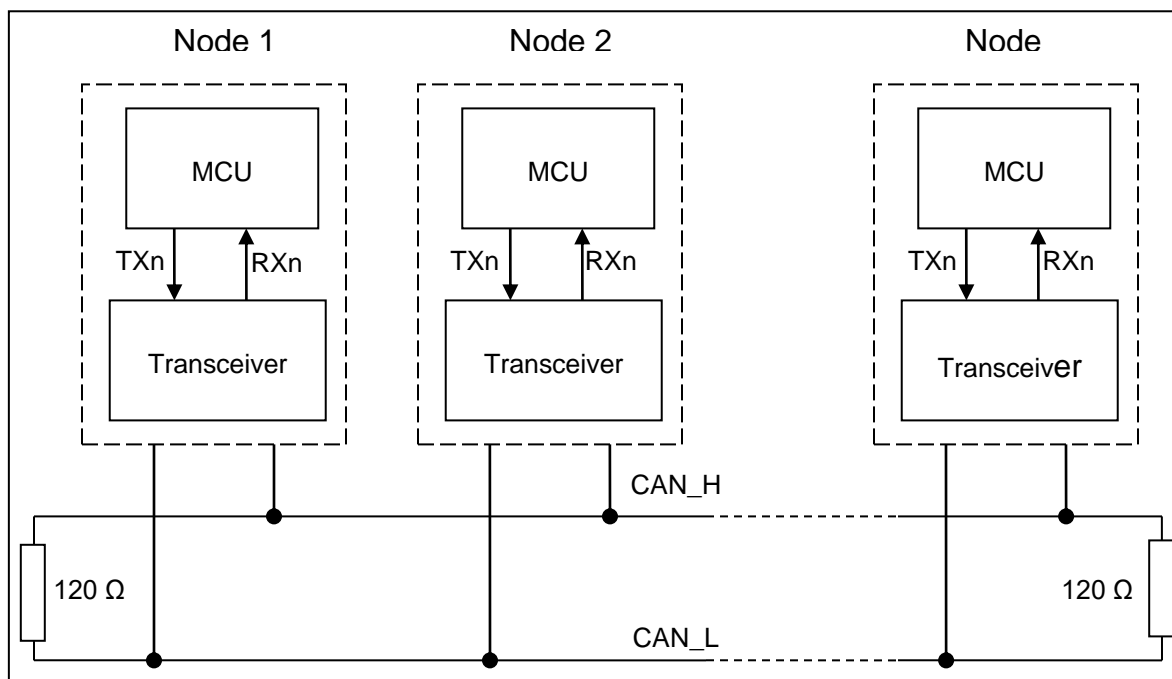 Node 1
Node 2
Node
MCU
MCU
MCU
TXn
RXn
TXn
RXn
TXn
RXn
Transceiver
Transceiver
Transceiver
CAN_H
120 Ω
120 Ω
CAN_L